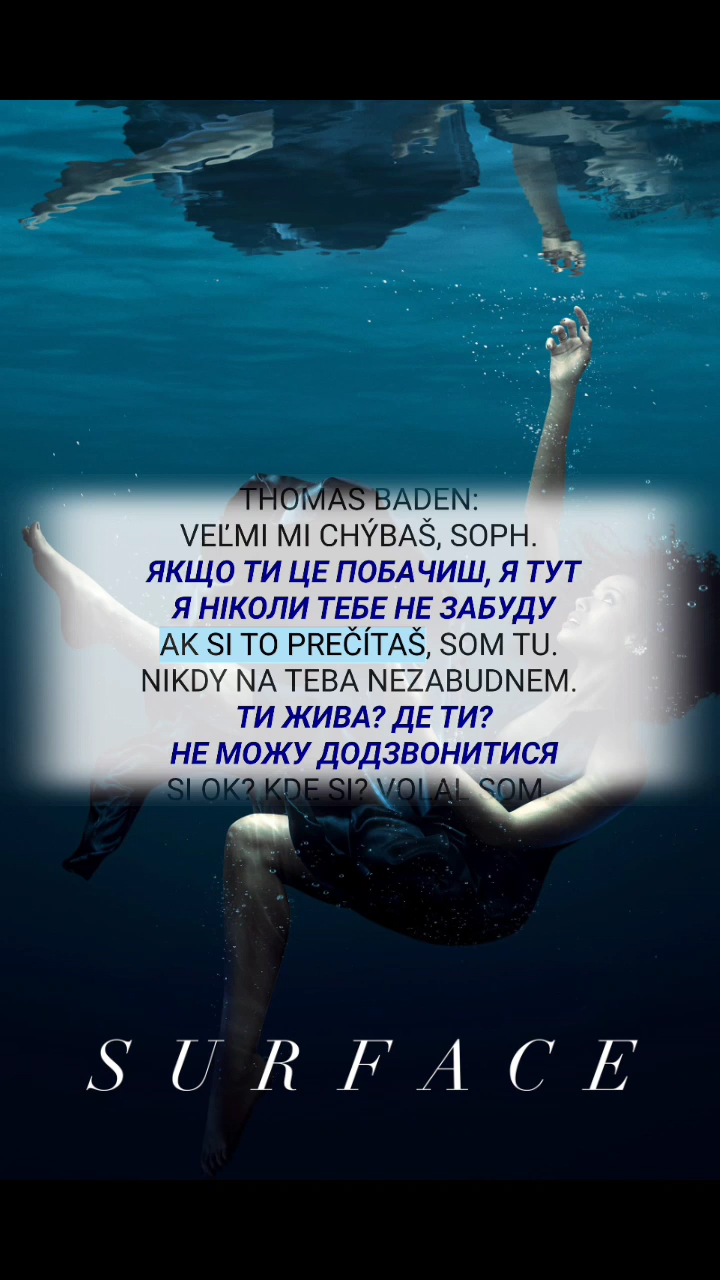 THOMAS BADEN:
VEĽMI MI CHÝBAŠ, SOPH.
ЯКЩО ТИ ЦЕ ПОБАЧИШ, Я ТУТ
Я НІКОЛИ ТЕБЕ НЕ ЗАБУДУ
AK SI TO PREČÍTAŠ, SOM TU.
NIKDY NA TEBA NEZABUDNEM.
ТИ ЖИВА? ДЕ ТИ?
НЕ МОЖУ ДОДЗВОНИТИСЯ
SI OK? KDE SI? VOLAL SOM.
SURFACE